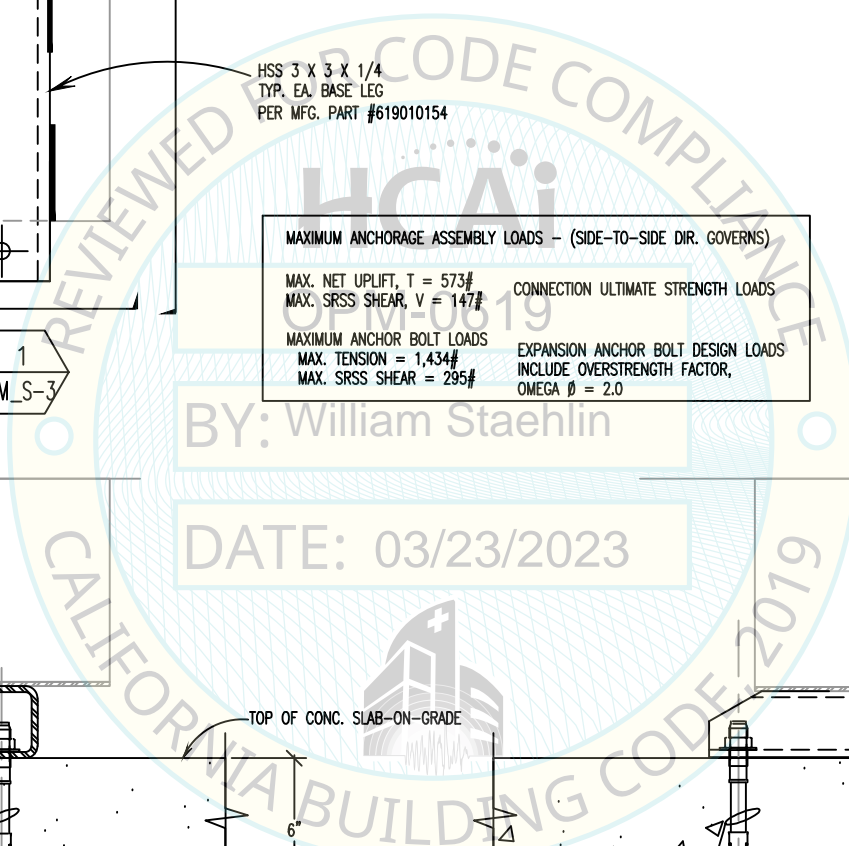 HSS 3 X 3 X 1/4
TYP. EA. BASE LEG
PER MFG. PART #619010154
REVIEWED FOR CODE COMPLIANCE
HCAi
MAXIMUM ANCHORAGE ASSEMBLY LOADS - (SIDE-TO-SIDE DIR. GOVERNS)
MAX. NET UPLIFT, T = 573#
MAX. SRSS SHEAR, V = 147#
CONNECTION ULTIMATE STRENGTH LOADS
OPM-0619
MAXIMUM ANCHOR BOLT LOADS
MAX. TENSION = 1,434#
MAX. SRSS SHEAR = 295#
EXPANSION ANCHOR BOLT DESIGN LOADS
INCLUDE OVERSTRENGTH FACTOR,
OMEGA Ø = 2.0
1
M_S-3
BY: William Staehlin
DATE: 03/23/2023
TOP OF CONC. SLAB-ON-GRADE
6"
CALIFORNIA BUILDING CODE, 2019